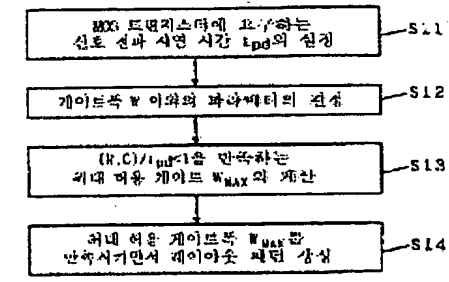 MOS 트랜지스터에 요구하는
신호 전파 지연 시간 tpd의 설정
S11
게이트폭 W 이외의 파라메터의 결정
S12
(R.C)/tpd<1을 만족하는
최대 허용 게이트 WMAX의 계산
S13
최대 허용 게이트폭 WMAX를
만족시키면서 레이아웃 패턴 상실
S14